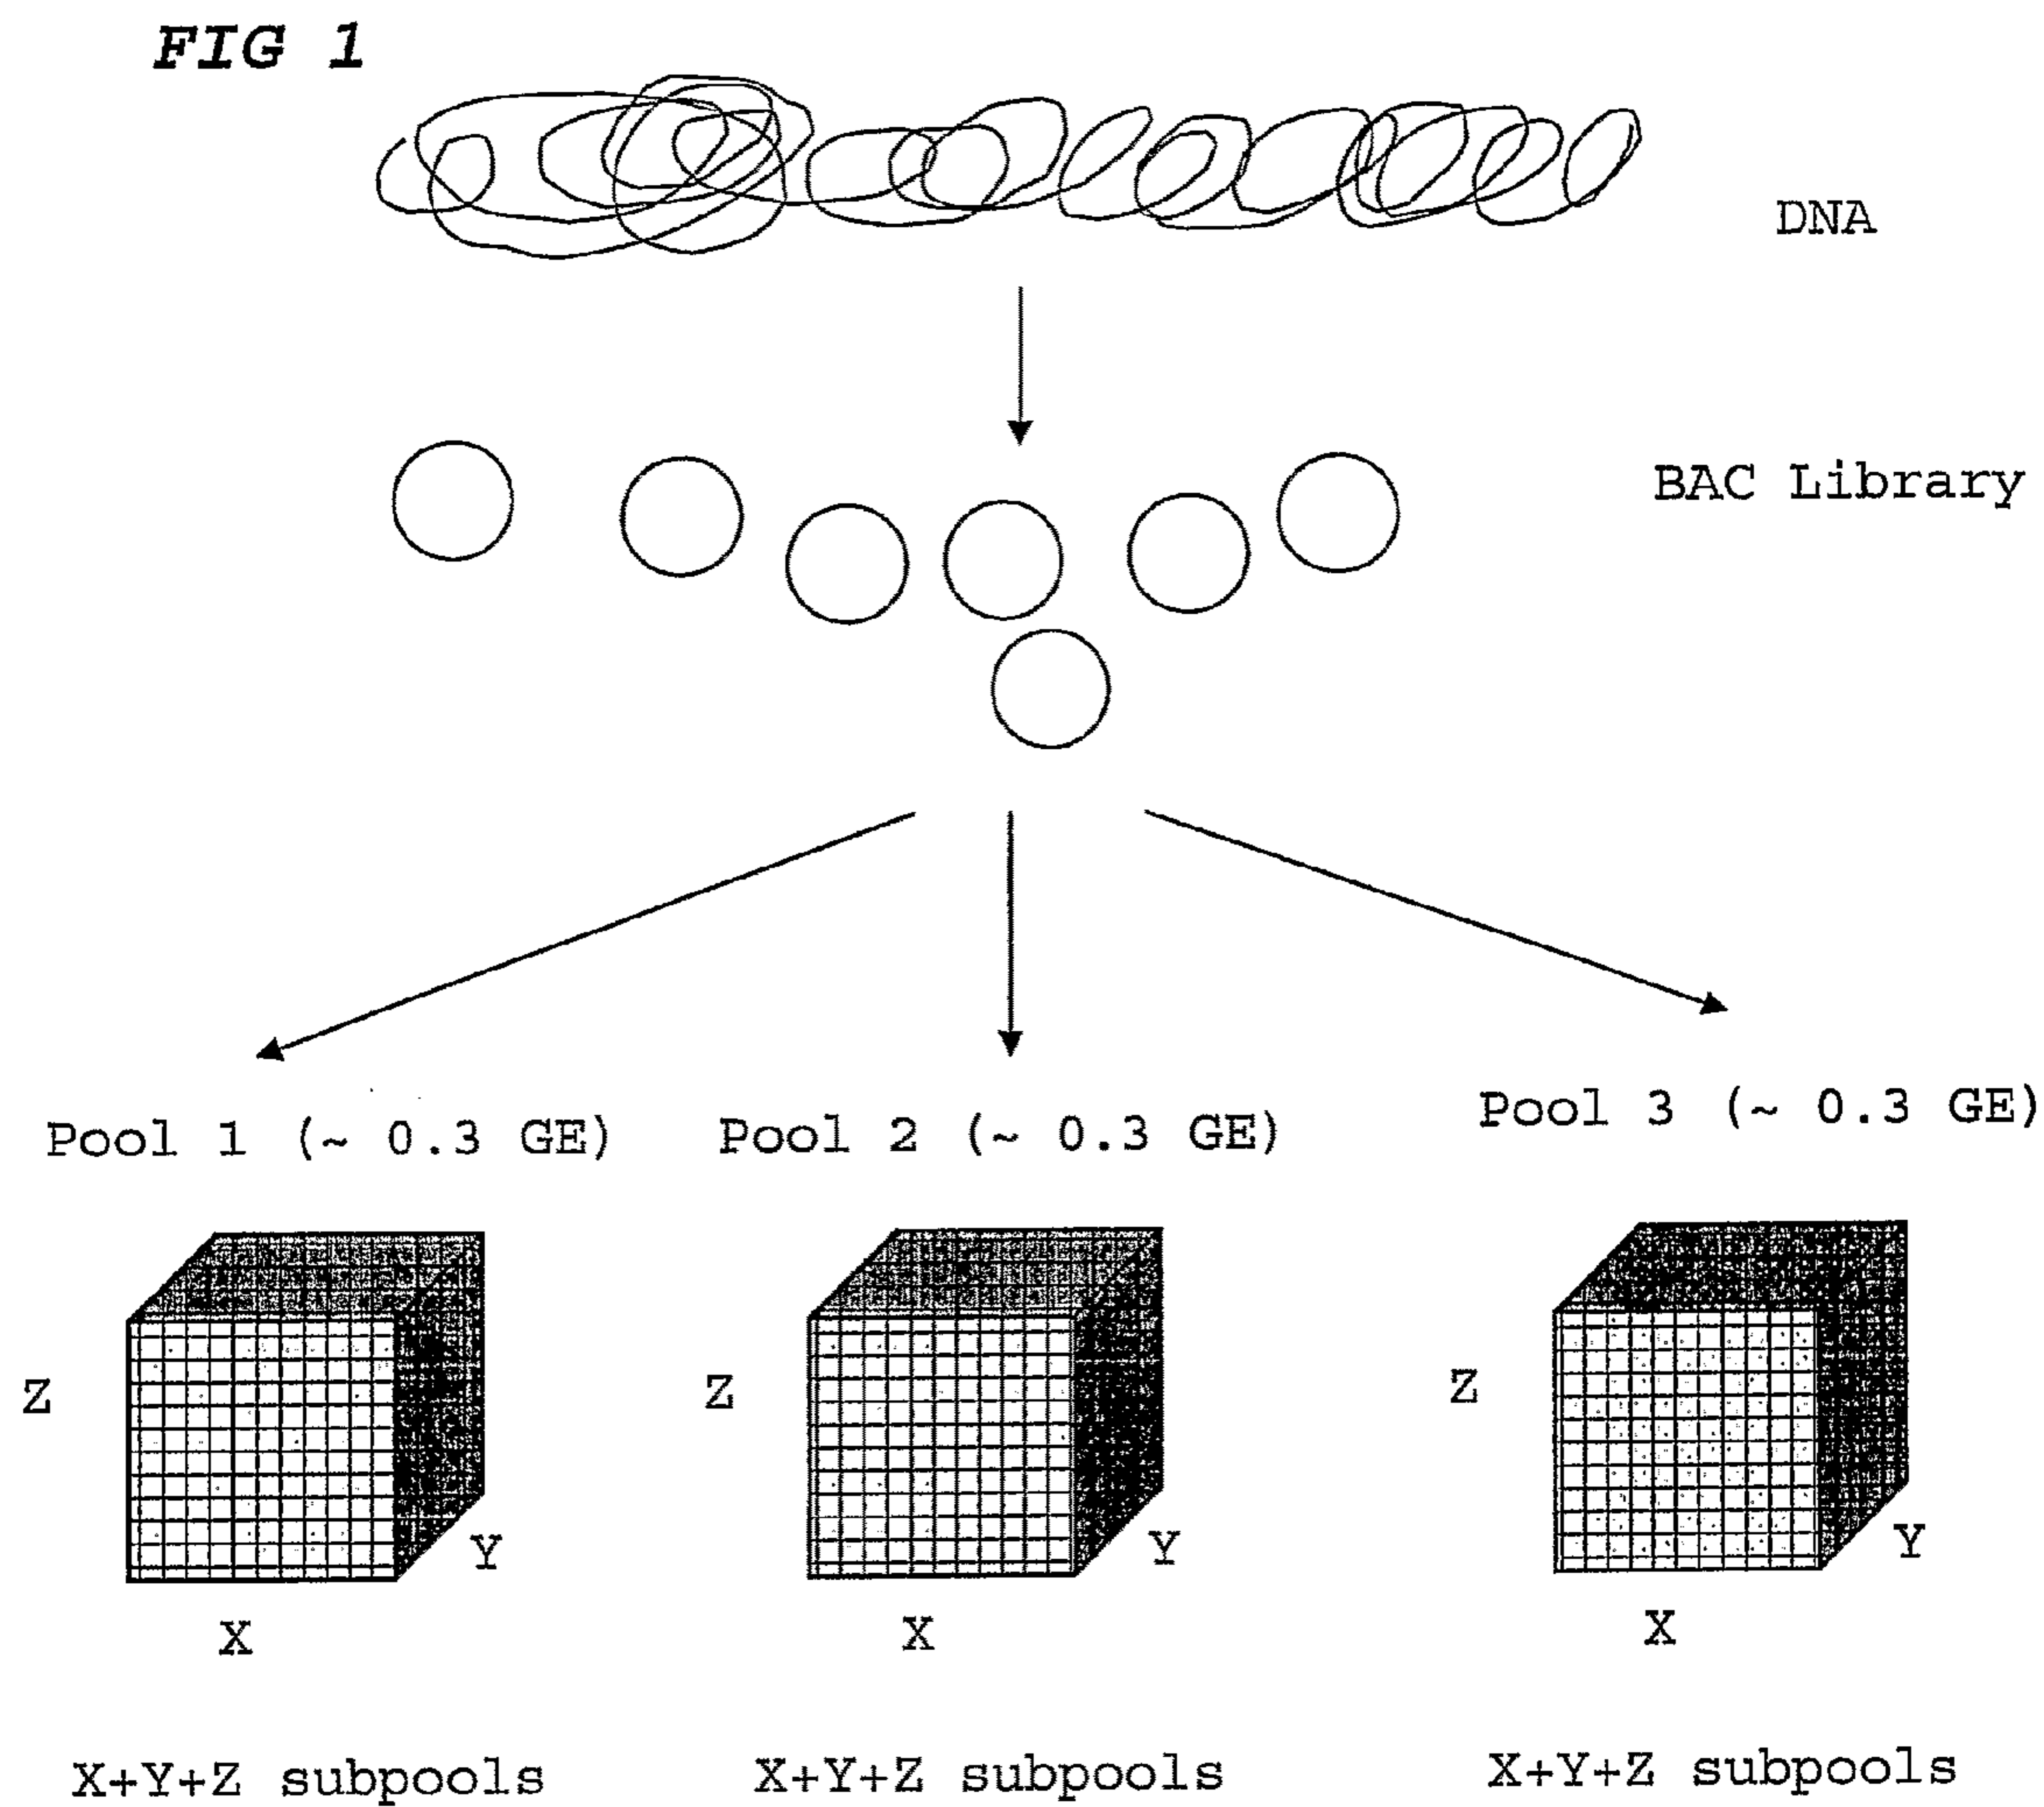 FIG 1
DNA
BAC Library
Pool 1 (~ 0.3 GE)
Pool 2 (~ 0.3 GE)
Pool 3 (~ 0.3 GE)
Z
Y
X
Z
Y
X
Z
Y
X
X+Y+Z subpools
X+Y+Z subpools
X+Y+Z subpools